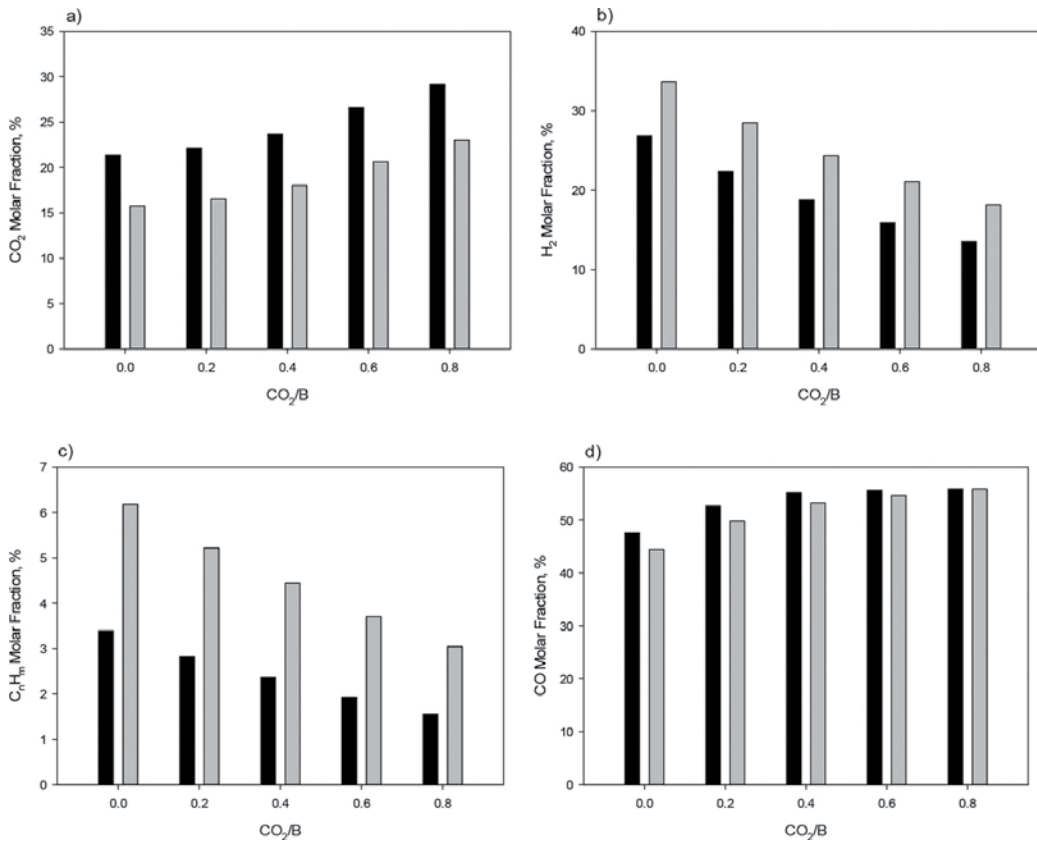 a)
CO₂ Molar Fraction, %
35
30
25
20
15
10
5
0
0.0 0.2 0.4 0.6 0.8
CO₂/B
b)
H₂ Molar Fraction, %
40
30
20
10
0
0.0 0.2 0.4 0.6 0.8
CO₂/B
c)
CₙHₘ Molar Fraction, %
7
6
5
4
3
2
1
0
0.0 0.2 0.4 0.6 0.8
CO₂/B
d)
CO Molar Fraction, %
60
50
40
30
20
10
0
0.0 0.2 0.4 0.6 0.8
CO₂/B